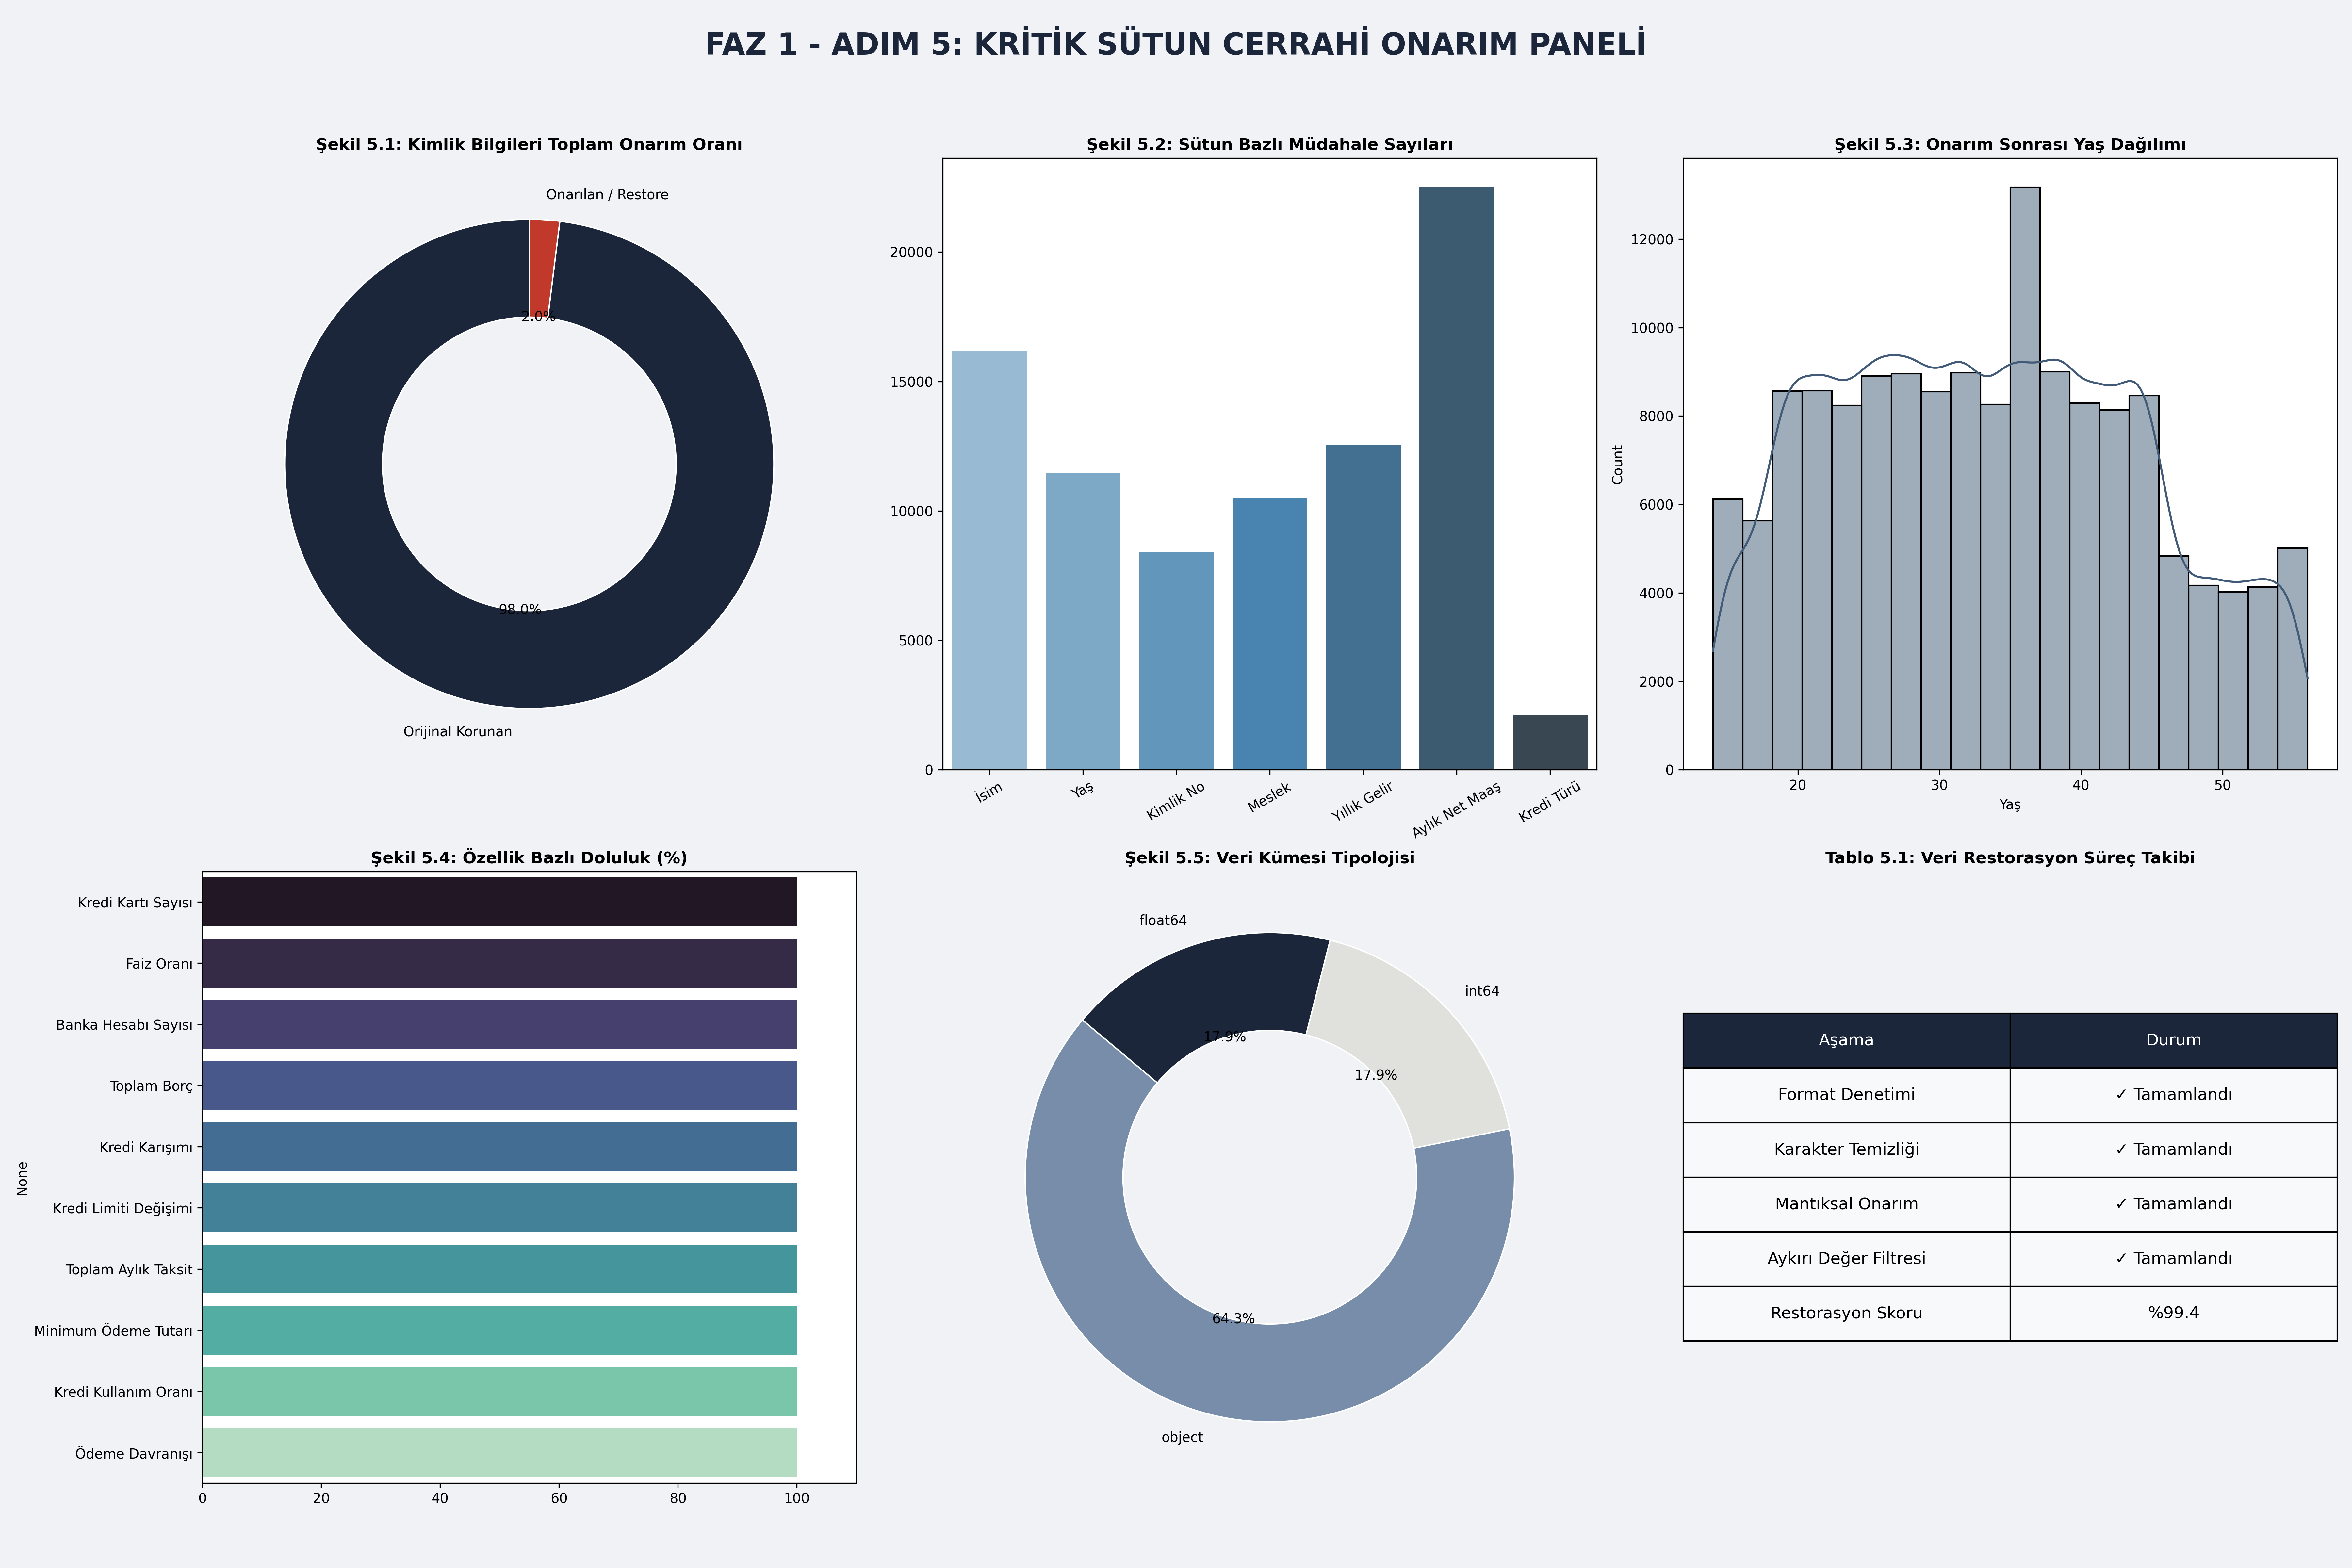 FAZ 1 - ADIM 5: KRİTİK SÜTUN CERRAHİ ONARIM PANELİ
Şekil 5.1: Kimlik Bilgileri Toplam Onarım Oranı
Onarılan / Restore
2.0%
98.0%
Orijinal Korunan
Şekil 5.2: Sütun Bazlı Müdahale Sayıları
20000
15000
10000
5000
0
İsim
Yaş
Kimlik No
Meslek
Yıllık Gelir
Aylık Net Maaş
Kredi Türü
Şekil 5.3: Onarım Sonrası Yaş Dağılımı
Count
12000
10000
8000
6000
4000
2000
0
20
30
40
50
Yaş
Şekil 5.4: Özellik Bazlı Doluluk (%)
None
Kredi Kartı Sayısı
Faiz Oranı
Banka Hesabı Sayısı
Toplam Borç
Kredi Karışımı
Kredi Limiti Değişimi
Toplam Aylık Taksit
Minimum Ödeme Tutarı
Kredi Kullanım Oranı
Ödeme Davranışı
0
20
40
60
80
100
Şekil 5.5: Veri Kümesi Tipolojisi
float64
int64
17.9%
17.9%
64.3%
object
Tablo 5.1: Veri Restorasyon Süreç Takibi
Aşama Durum
Format Denetimi ✓ Tamamlandı
Karakter Temizliği ✓ Tamamlandı
Mantıksal Onarım ✓ Tamamlandı
Aykırı Değer Filtresi ✓ Tamamlandı
Restorasyon Skoru %99.4